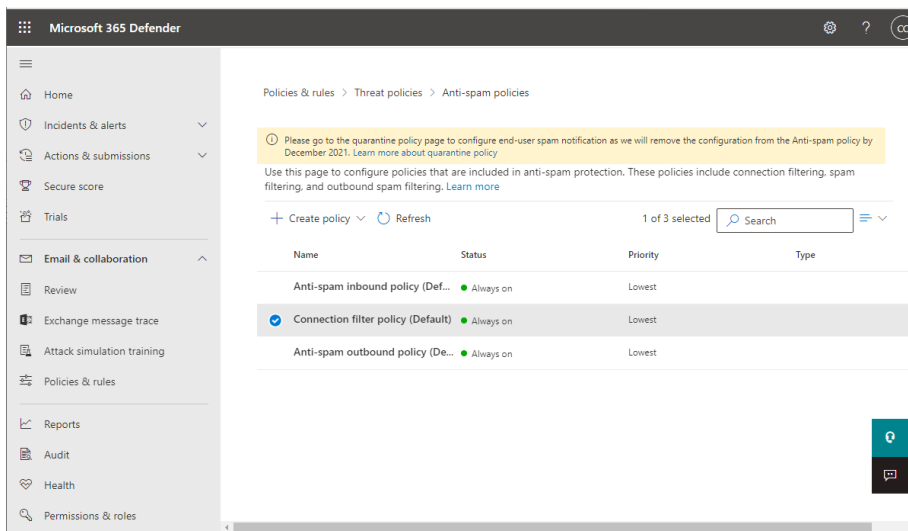 Microsoft 365 Defender
?
CO
Home
Incidents & alerts
Actions & submissions
Secure score
Trials
Email & collaboration
Review
Exchange message trace
Attack simulation training
Policies & rules
Reports
Audit
Health
Permissions & roles
Policies & rules > Threat policies > Anti-spam policies
Please go to the quarantine policy page to configure end-user spam notification as we will remove the configuration from the Anti-spam policy by
December 2021. Learn more about quarantine policy
Use this page to configure policies that are included in anti-spam protection. These policies include connection filtering, spam
filtering, and outbound spam filtering. Learn more
+ Create policy Refresh 1 of 3 selected Search
Name Status Priority Type
Anti-spam inbound policy (Def... Always on Lowest
Connection filter policy (Default) Always on Lowest
Anti-spam outbound policy (De... Always on Lowest